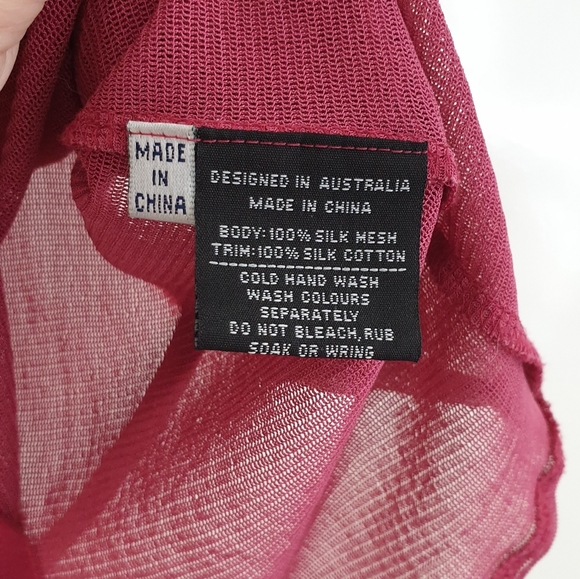 MADE
IN
CHINA
DESIGNED IN AUSTRALIA
MADE IN CHINA
BODY:100% SILK MESH
TRIM:100% SILK COTTON
COLD HAND WASH
WASH COLOURS
SEPARATELY
DO NOT BLEACH, RUB
SOAK OR WRING